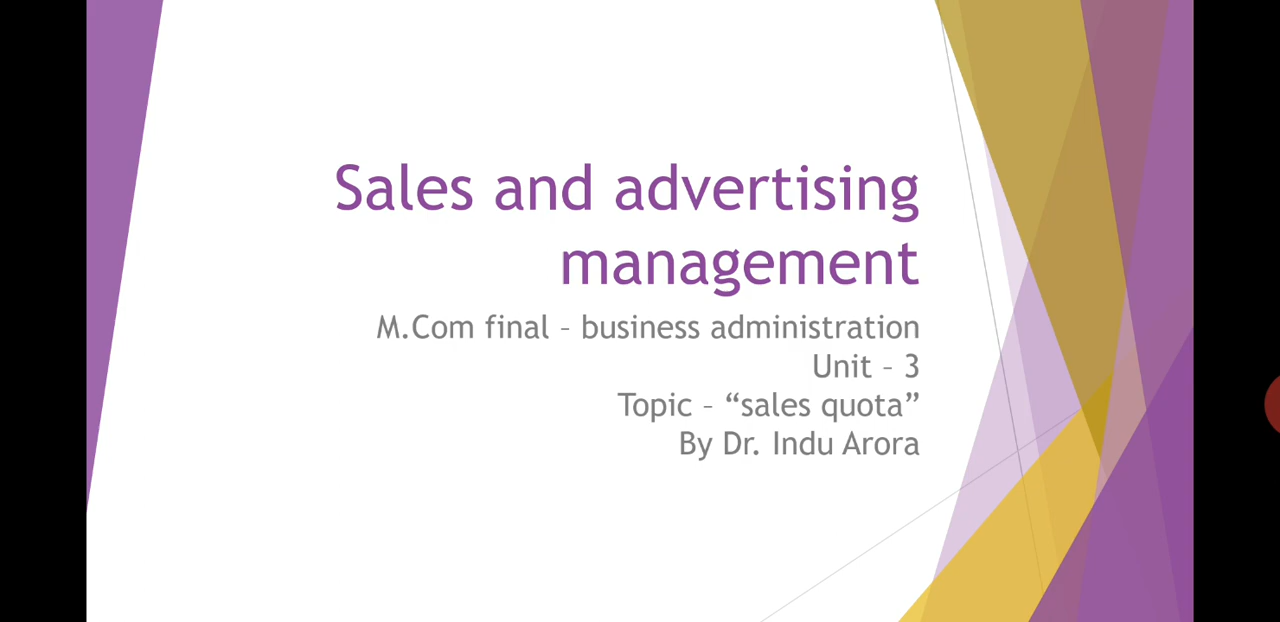 Sales and advertising
management
M.Com final – business administration
Unit – 3
Topic – “sales quota”
By Dr. Indu Arora